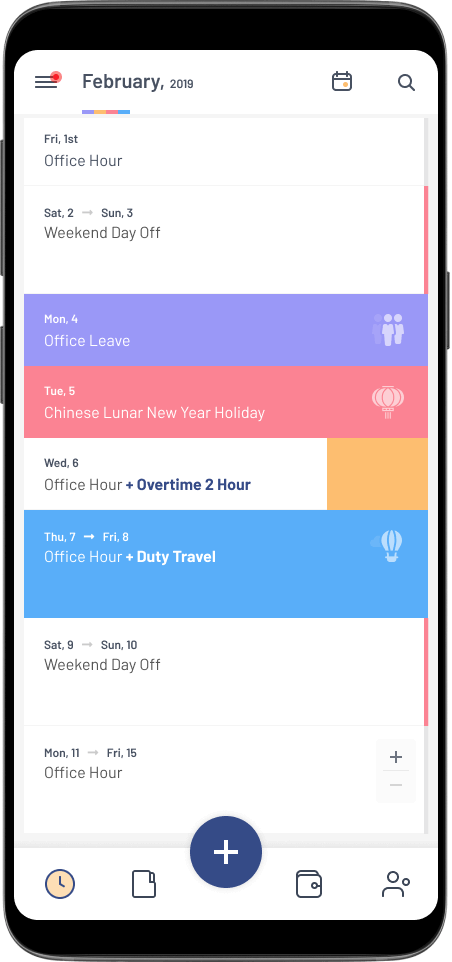 February, 2019
Fri, 1st
Office Hour
Sat, 2 → Sun, 3
Weekend Day Off
Mon, 4
Office Leave
Tue, 5
Chinese Lunar New Year Holiday
Wed, 6
Office Hour + Overtime 2 Hour
Thu, 7 → Fri, 8
Office Hour + Duty Travel
Sat, 9 → Sun, 10
Weekend Day Off
Mon, 11 → Fri, 15
Office Hour